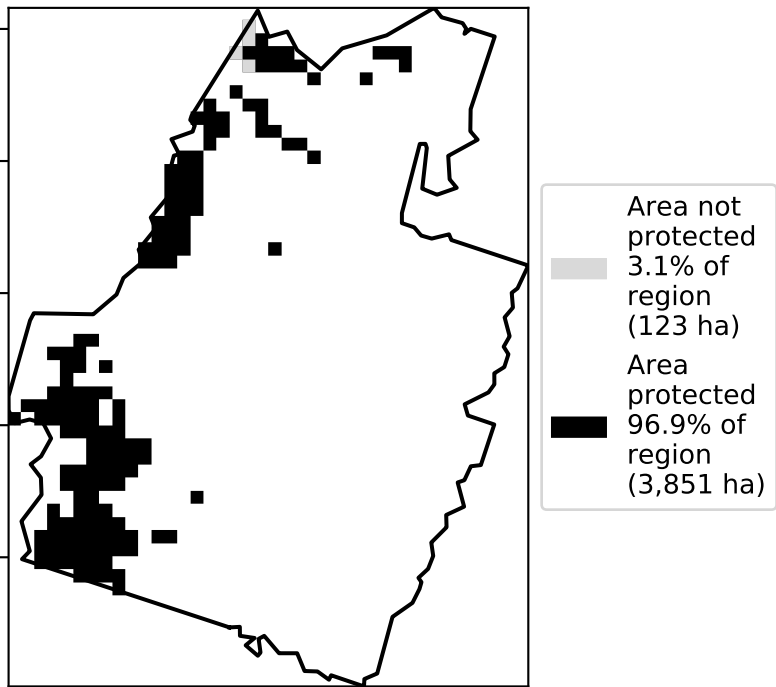 Area not
protected
3.1% of
region
(123 ha)
Area
protected
96.9% of
region
(3,851 ha)